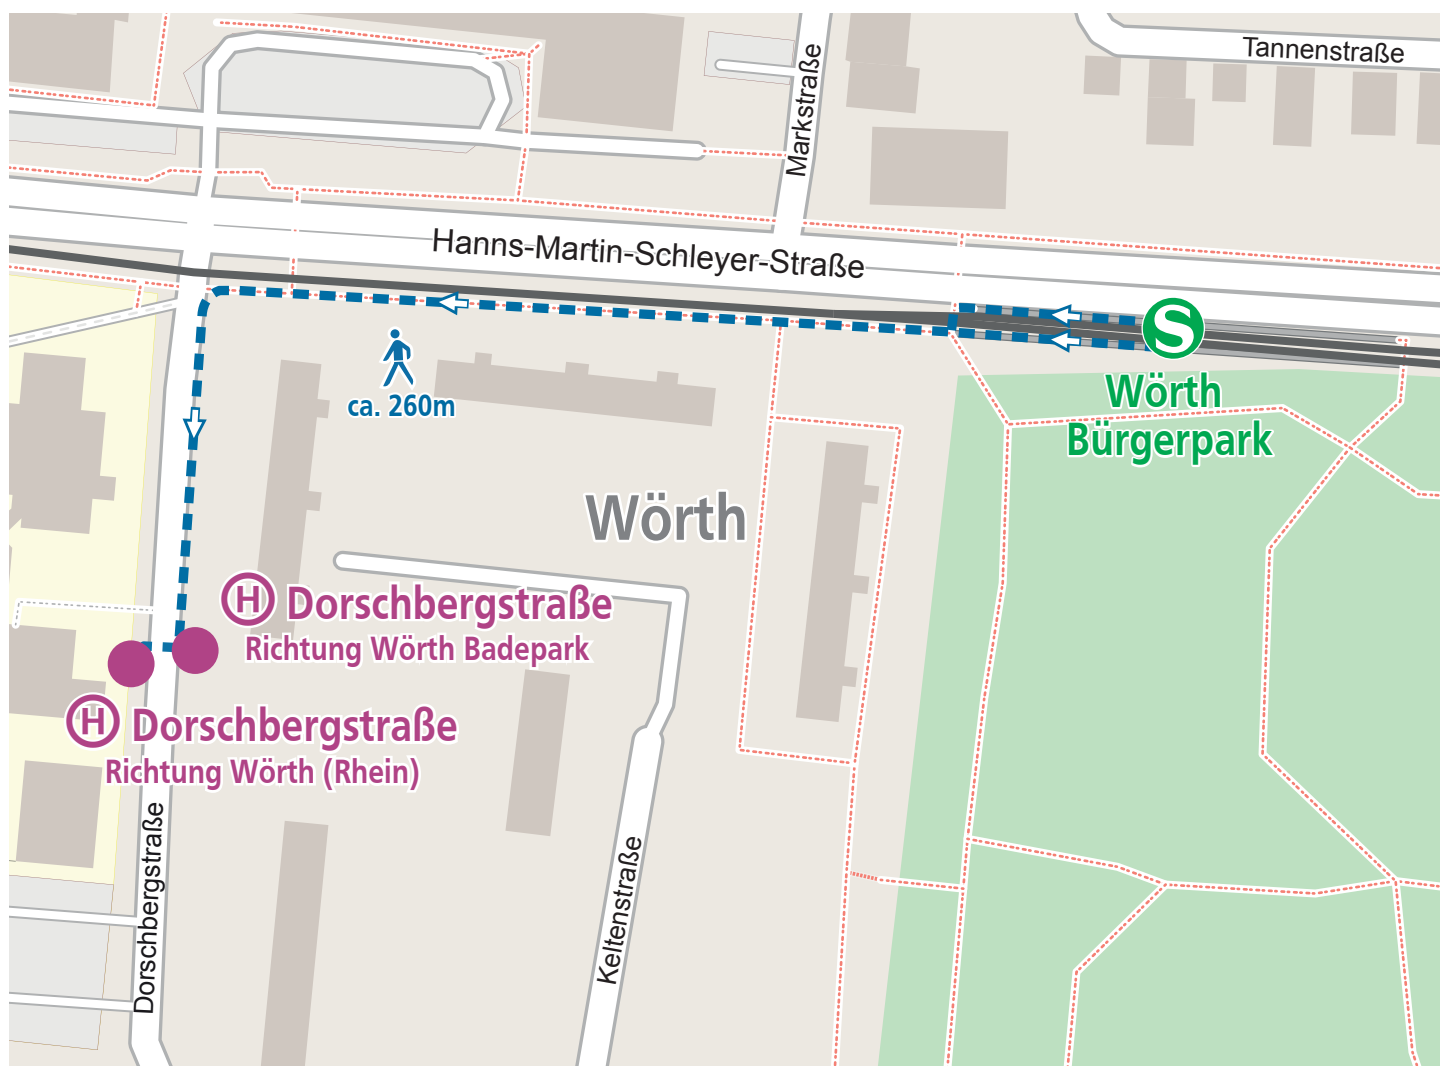 Tannenstraße
Markstraße
Hanns-Martin-Schleyer-Straße
S
Wörth
Bürgerpark
ca. 260m
Wörth
H Dorschbergstraße
Richtung Wörth Badepark
H Dorschbergstraße
Richtung Wörth (Rhein)
Dorschbergstraße
Keltenstraße